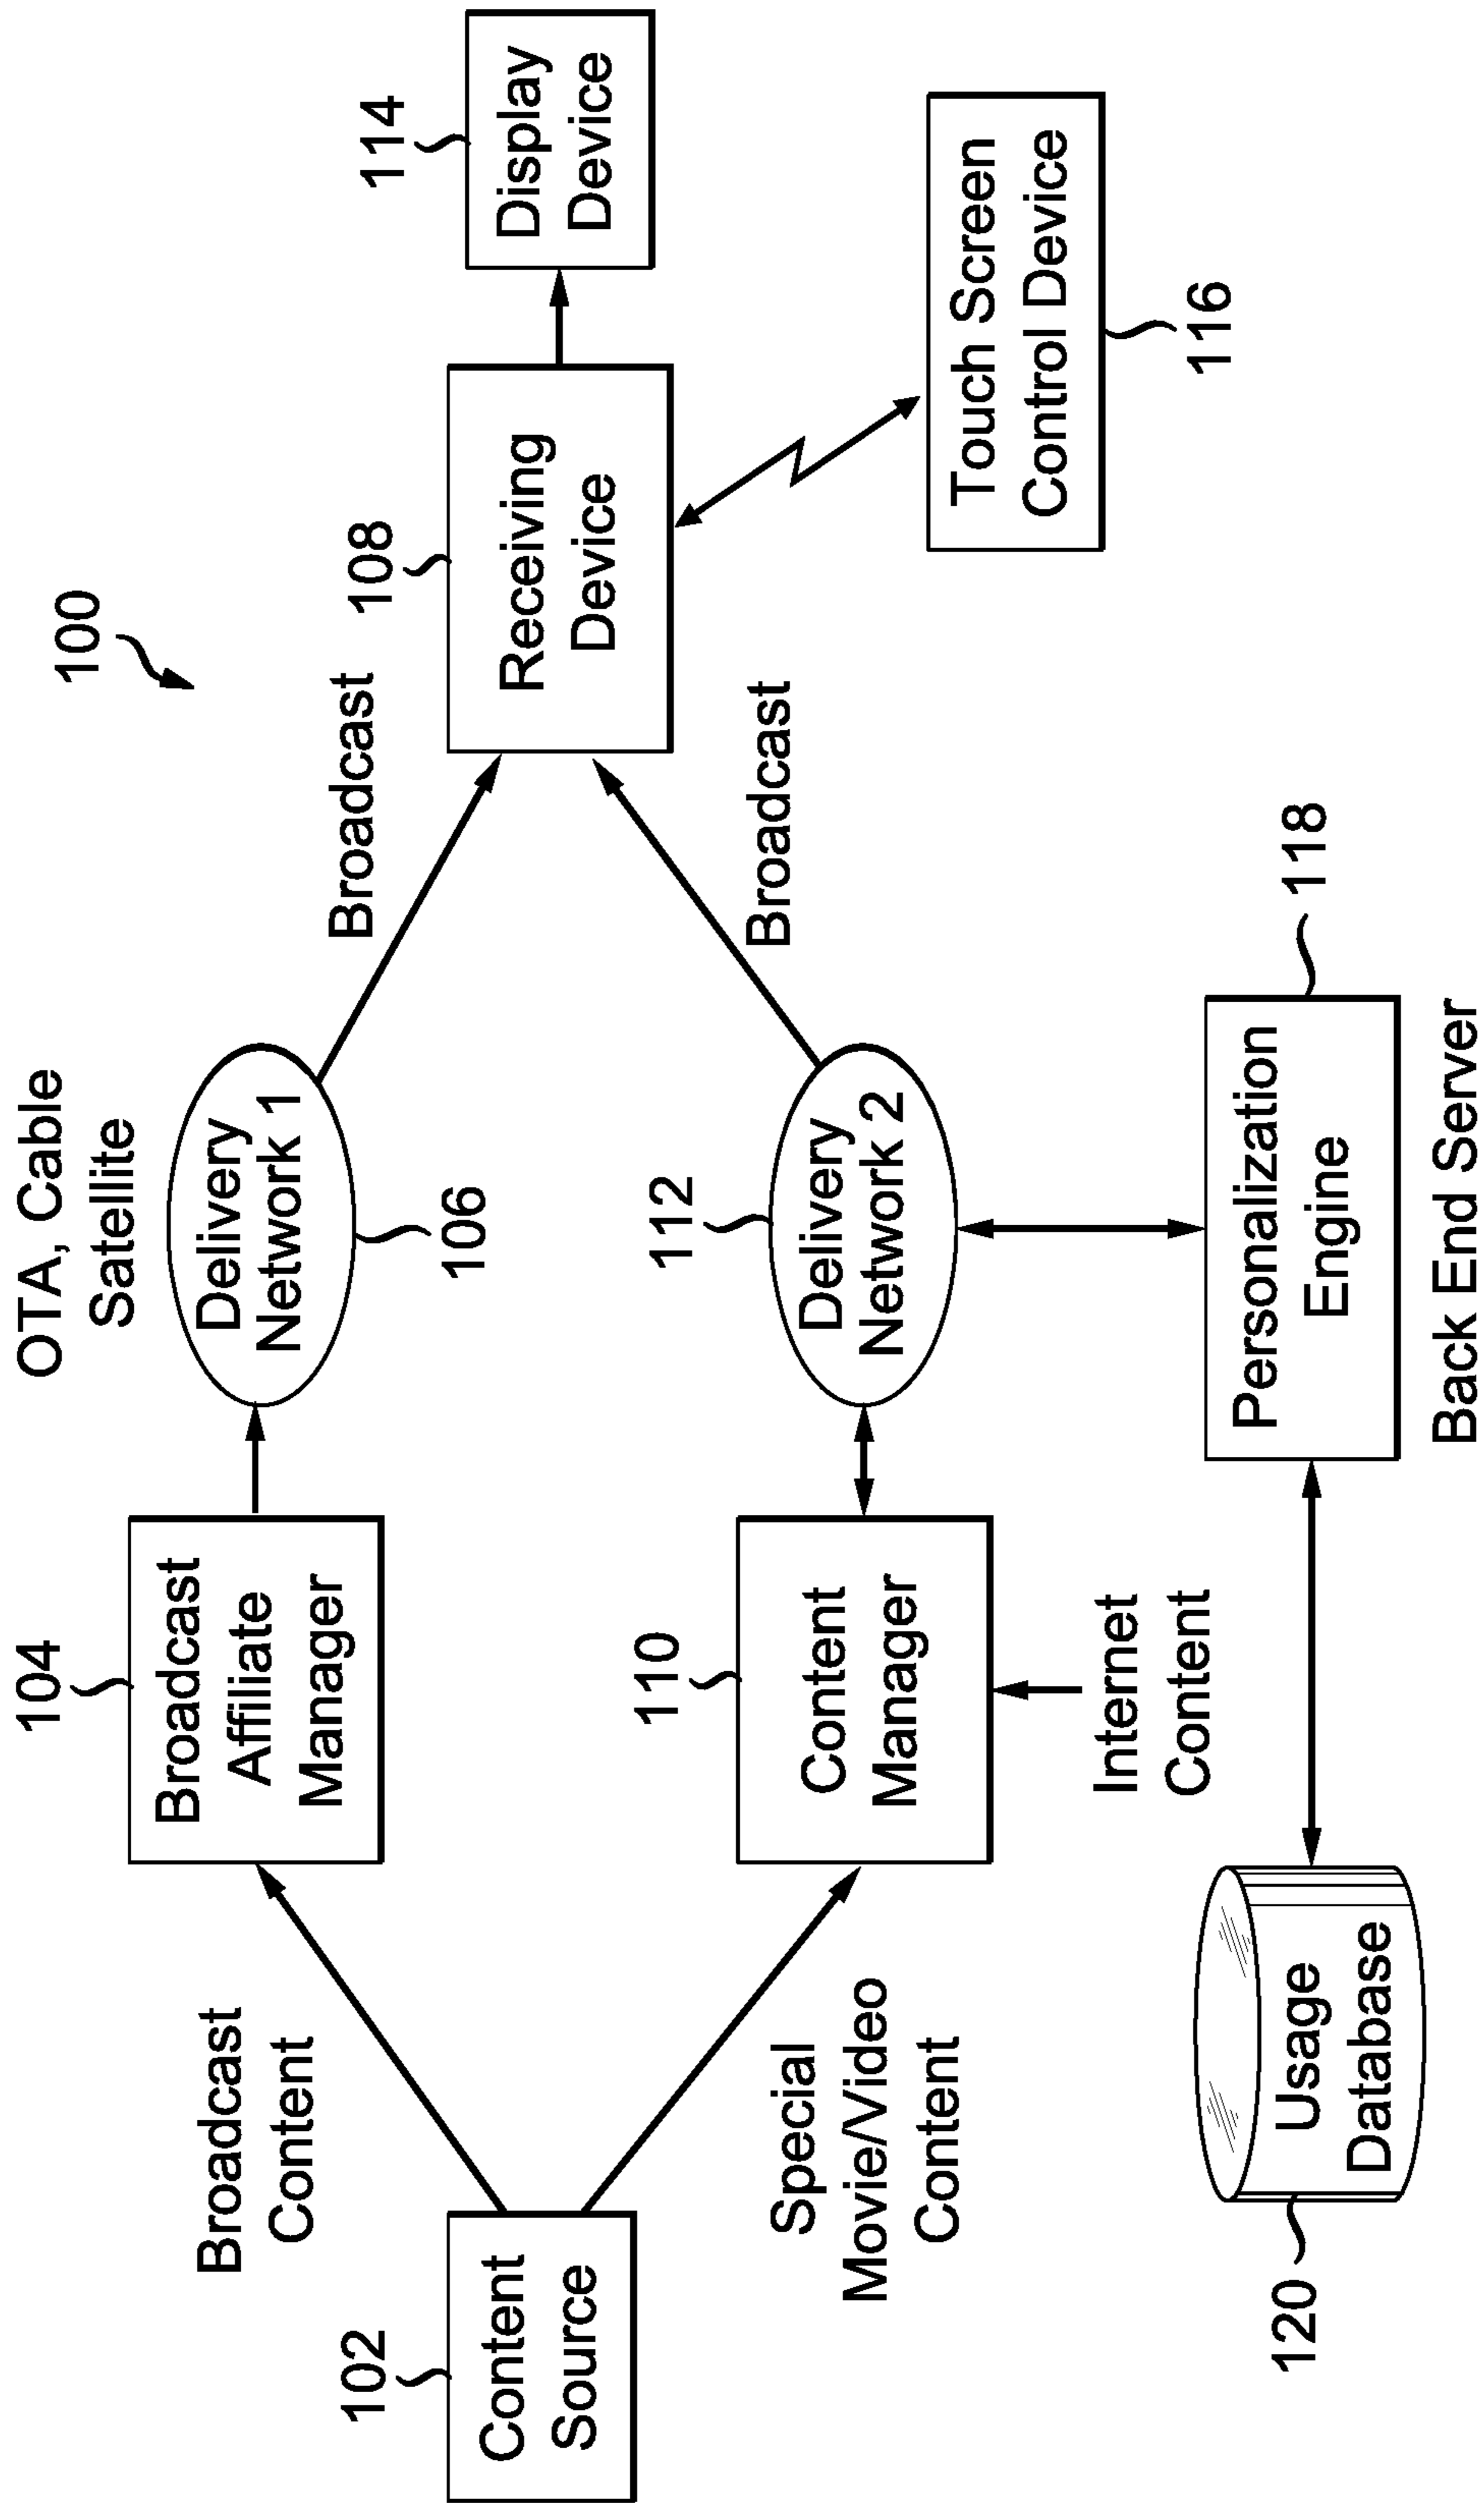 100
OTA, Cable
Satellite
104
Broadcast
Affiliate
Manager
Delivery
Network 1
106
Broadcast
Broadcast
Content
102
Content
Source
108
Receiving
Device
114
Display
Device
Special
Movie/Video
Content
110
Content
Manager
112
Delivery
Network 2
Broadcast
Touch Screen
Control Device
116
Internet
Content
120
Usage
Database
Personalization
Engine
118
Back End Server